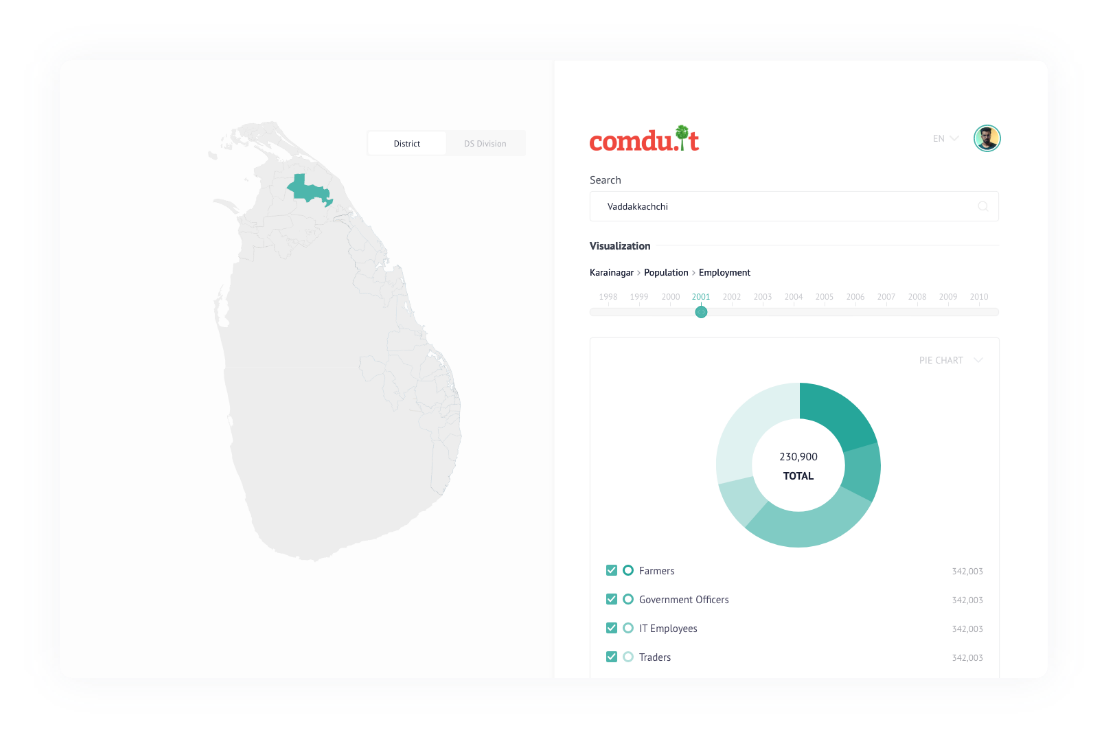 District
DS Division
comdu.it
EN
Search
Vaddakkachchi
Visualization
Karainagar > Population > Employment
1998 1999 2000 2001 2002 2003 2004 2005 2006 2007 2008 2009 2010
PIE CHART
230,900
TOTAL
Farmers 342,003
Government Officers 342,003
IT Employees 342,003
Traders 342,003